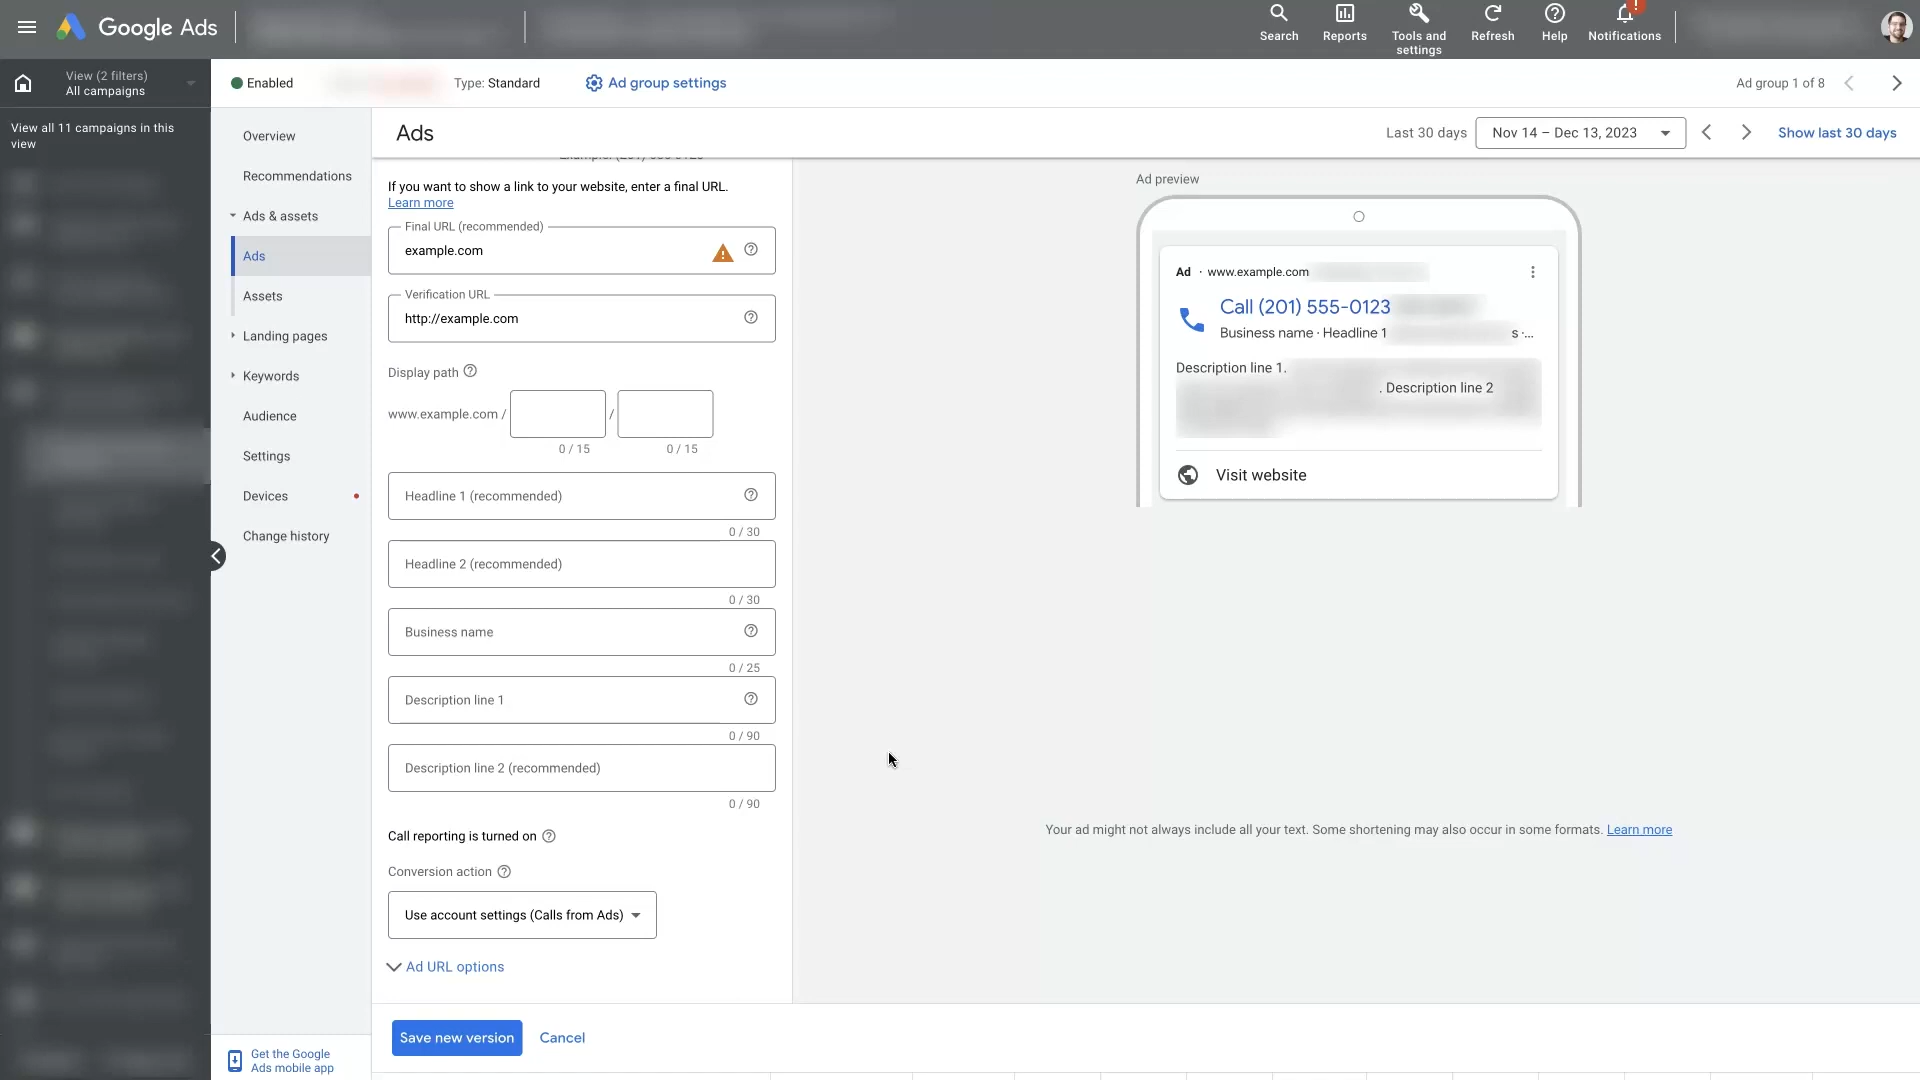 Google Ads
Search
Reports
Tools and
settings
Refresh
Help
!
Notifications
View (2 filters)
All campaigns
Enabled
Type: Standard
Ad group settings
Ad group 1 of 8
View all 11 campaigns in this
view
Overview
Recommendations
Ads & assets
Ads
Assets
Landing pages
Keywords
Audience
Settings
Devices
Change history
Get the Google
Ads mobile app
Ads
Last 30 days
Nov 14 – Dec 13, 2023
Show last 30 days
If you want to show a link to your website, enter a final URL.
Learn more
Final URL (recommended)
example.com
Verification URL
http://example.com
Display path
www.example.com /
/
0 / 15
0 / 15
Headline 1 (recommended)
0 / 30
Headline 2 (recommended)
0 / 30
Business name
0 / 25
Description line 1
0 / 90
Description line 2 (recommended)
0 / 90
Call reporting is turned on
Conversion action
Use account settings (Calls from Ads)
Ad URL options
Save new version
Cancel
Ad preview
Ad · www.example.com
Call (201) 555-0123
Business name · Headline 1 s ·...
Description line 1.
. Description line 2
Visit website
Your ad might not always include all your text. Some shortening may also occur in some formats. Learn more